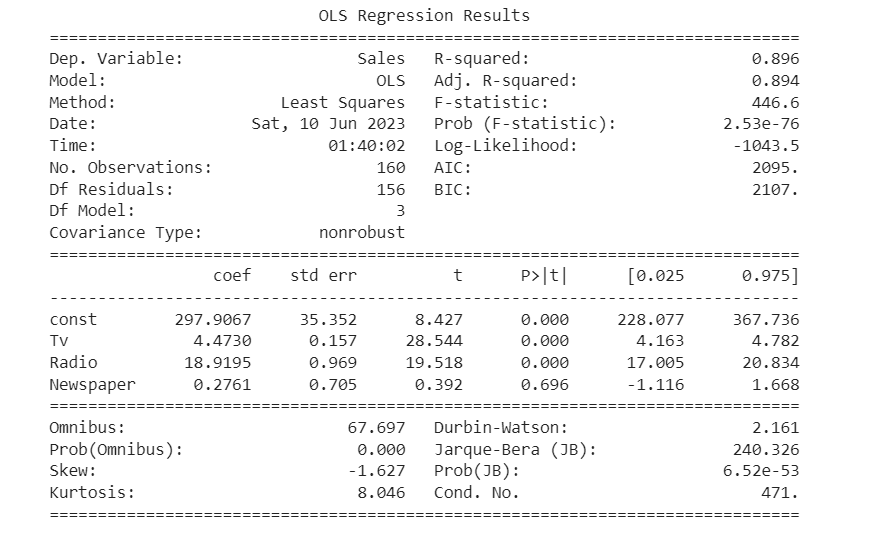 OLS Regression Results
==============================================================================
Dep. Variable:                  Sales   R-squared:                       0.896
Model:                            OLS   Adj. R-squared:                  0.894
Method:                 Least Squares   F-statistic:                     446.6
Date:                Sat, 10 Jun 2023   Prob (F-statistic):           2.53e-76
Time:                        01:40:02   Log-Likelihood:                -1043.5
No. Observations:                 160   AIC:                             2095.
Df Residuals:                     156   BIC:                             2107.
Df Model:                           3
Covariance Type:            nonrobust
==============================================================================
                 coef    std err          t      P>|t|      [0.025      0.975]
------------------------------------------------------------------------------
const        297.9067     35.352      8.427      0.000     228.077     367.736
Tv             4.4730      0.157     28.544      0.000       4.163       4.782
Radio         18.9195      0.969     19.518      0.000      17.005      20.834
Newspaper      0.2761      0.705      0.392      0.696      -1.116       1.668
==============================================================================
Omnibus:                       67.697   Durbin-Watson:                   2.161
Prob(Omnibus):                  0.000   Jarque-Bera (JB):              240.326
Skew:                          -1.627   Prob(JB):                     6.52e-53
Kurtosis:                       8.046   Cond. No.                         471.
==============================================================================